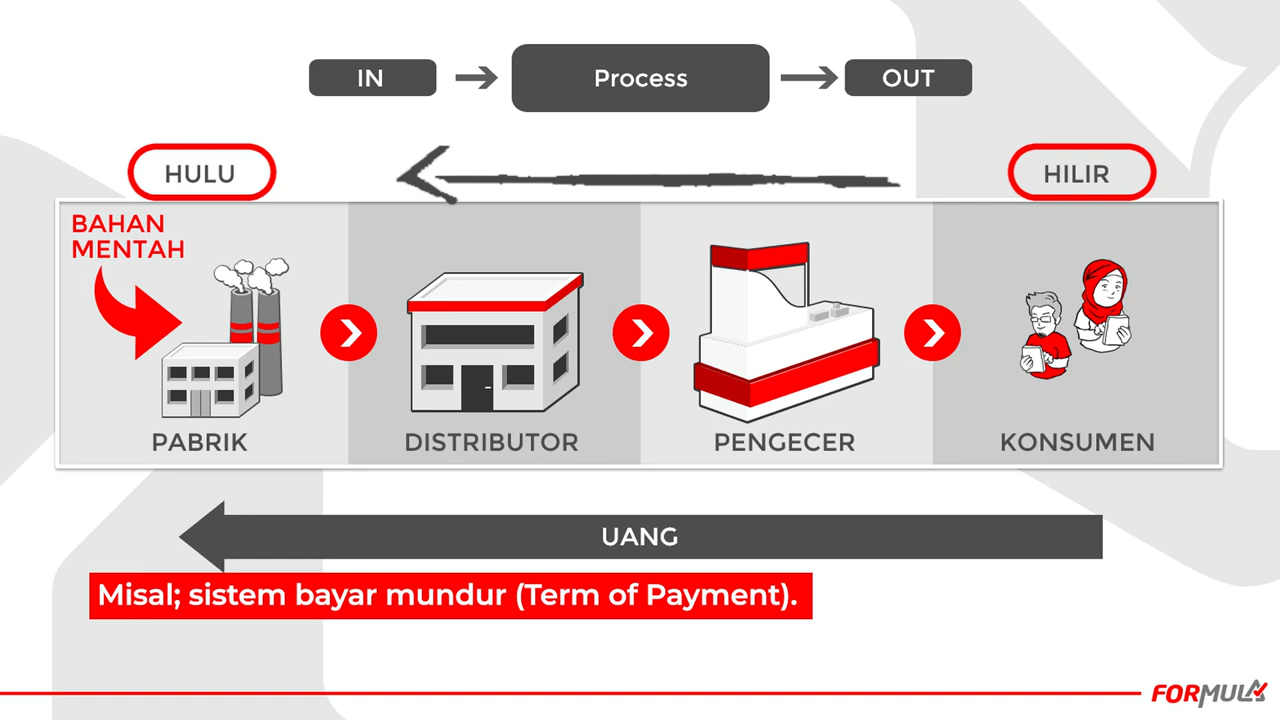 IN
Process
OUT
HULU
HILIR
BAHAN
MENTAH
PABRIK
DISTRIBUTOR
PENGECER
KONSUMEN
UANG
Misal; sistem bayar mundur (Term of Payment).
FORMULA